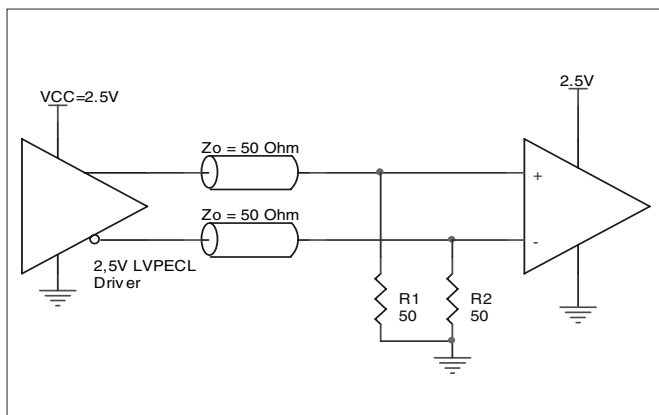 VCC=2.5V
2.5V
Zo = 50 Ohm
+
Zo = 50 Ohm
-
2,5V LVPECL
Driver
R1
50
R2
50